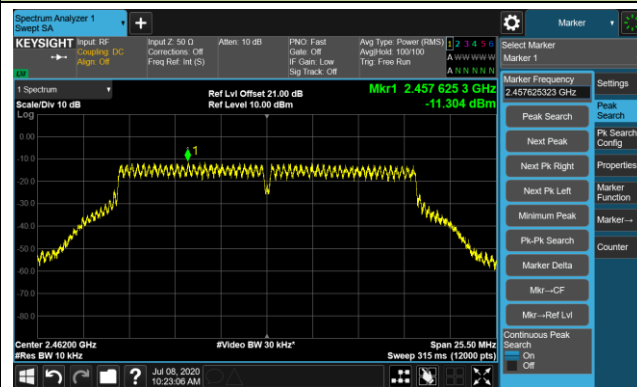 Spectrum Analyzer 1
Swept SA
Marker
KEYSIGHT
Input: RF
Coupling: DC
Align: Off
Input Z: 50 Ω
Corrections: Off
Freq Ref: Int (S)
Atten: 10 dB
PNO: Fast
Gate: Off
IF Gain: Low
Sig Track: Off
Avg Type: Power (RMS)
Avg|Hold: 100/100
Trig: Free Run
1 2 3 4 5 6
A W W W W W
A N N N N N
LXI
Select Marker
Marker 1
1 Spectrum
Scale/Div 10 dB
Log
Ref Lvl Offset 21.00 dB
Ref Level 10.00 dBm
Mkr1 2.457 625 3 GHz
-11.304 dBm
Marker Frequency
2.457625323 GHz
Settings
Peak Search
Next Peak
Next Pk Right
Next Pk Left
Minimum Peak
Pk-Pk Search
Marker Delta
Mkr→CF
Mkr→Ref Lvl
Continuous Peak
Search
On
Off
Peak
Search
Pk Search
Config
Properties
Marker
Function
Marker→
Counter
1
0.00
-10.0
-20.0
-30.0
-40.0
-50.0
-60.0
-70.0
-80.0
Center 2.46200 GHz
#Res BW 10 kHz
#Video BW 30 kHz*
Span 25.50 MHz
Sweep 315 ms (12000 pts)
?
Jul 08, 2020
10:23:06 AM